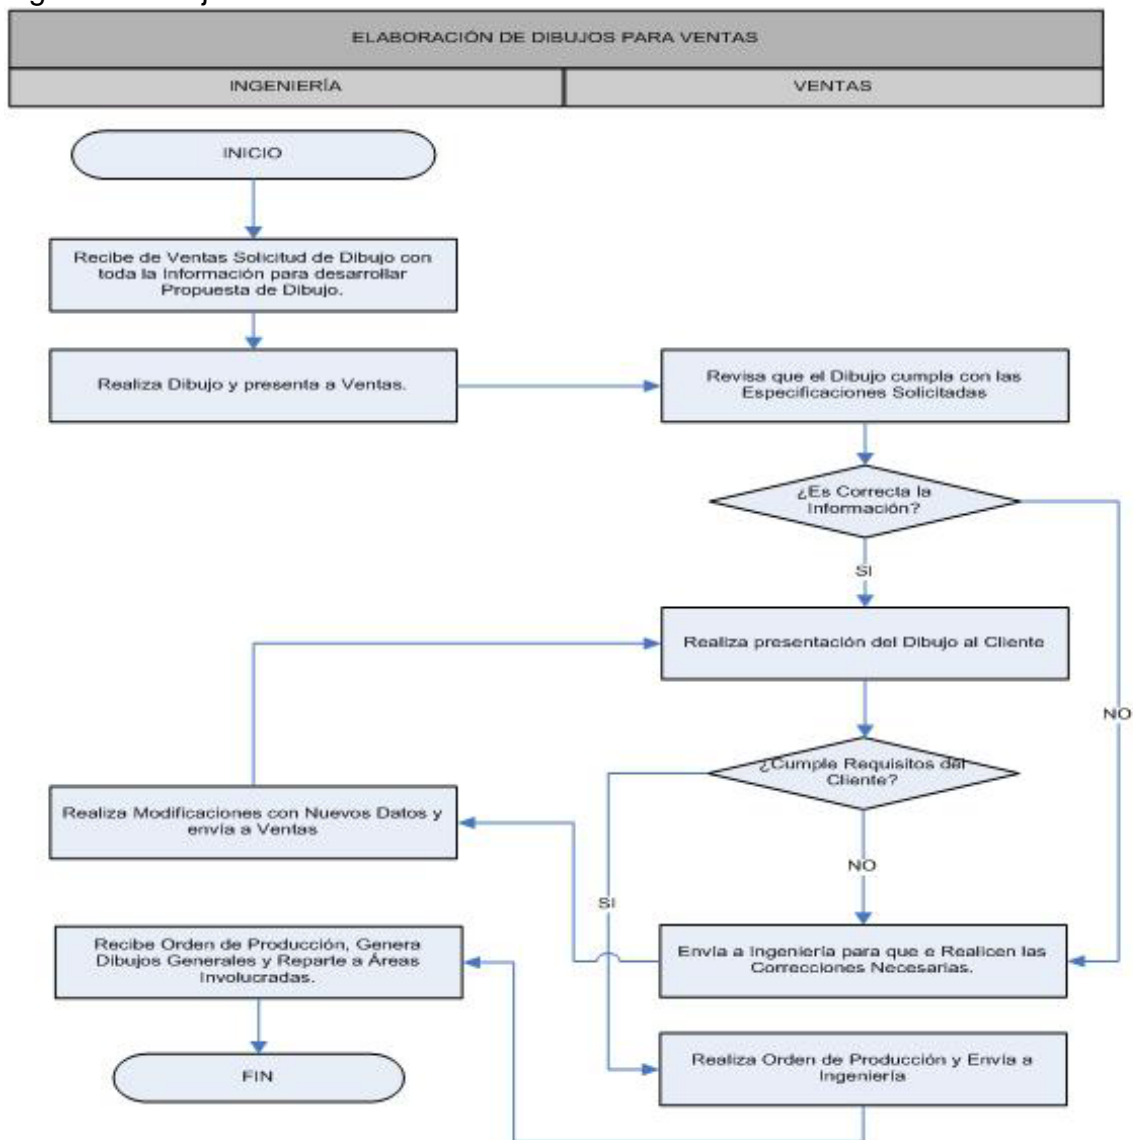 ELABORACIÓN DE DIBUJOS PARA VENTAS
INGENIERÍA
VENTAS
INICIO
Recibe de Ventas Solicitud de Dibujo con
toda la Información para desarrollar
Propuesta de Dibujo.
Realiza Dibujo y presenta a Ventas.
Revisa que el Dibujo cumpla con las
Especificaciones Solicitadas
¿Es Correcta la
Información?
SI
Realiza presentación del Dibujo al Cliente
NO
¿Cumple Requisitos del
Cliente?
Realiza Modificaciones con Nuevos Datos y
envía a Ventas
NO
SI
Recibe Orden de Producción, Genera
Dibujos Generales y Reparte a Áreas
Involucradas.
Envía a Ingeniería para que e Realicen las
Correcciones Necesarias.
Realiza Orden de Producción y Envía a
Ingeniería
FIN